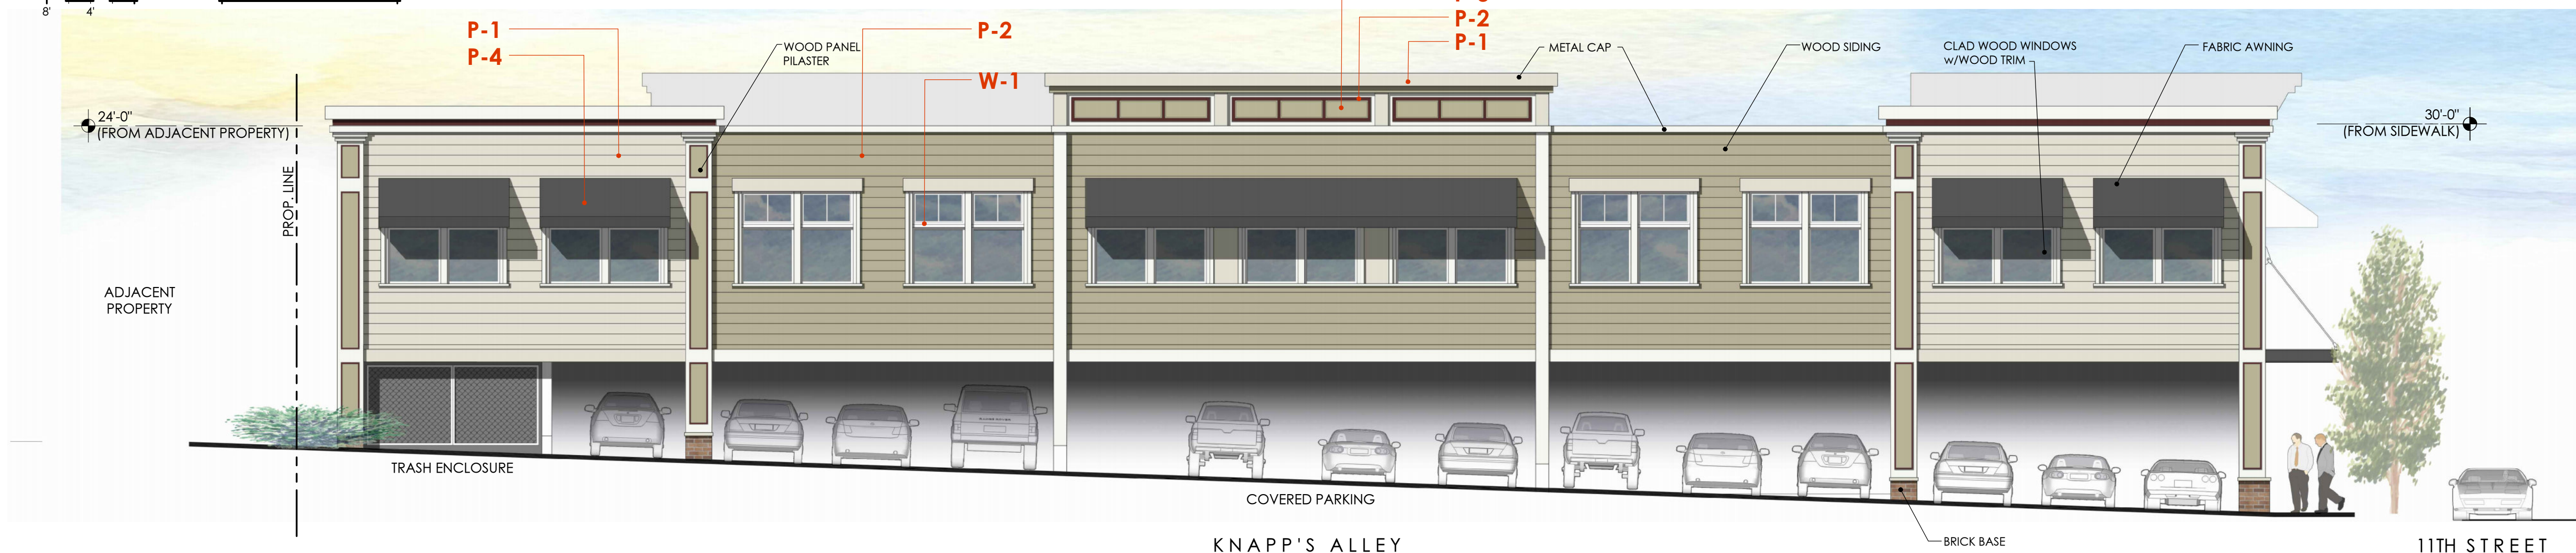 8' 4'
P-1
P-4
WOOD PANEL
PILASTER
P-2
W-1
P-2
P-1
METAL CAP
WOOD SIDING
CLAD WOOD WINDOWS
w/WOOD TRIM
FABRIC AWNING
24'-0"
(FROM ADJACENT PROPERTY)
30'-0"
(FROM SIDEWALK)
PROP. LINE
ADJACENT
PROPERTY
TRASH ENCLOSURE
COVERED PARKING
BRICK BASE
KNAPP'S ALLEY
11TH STREET